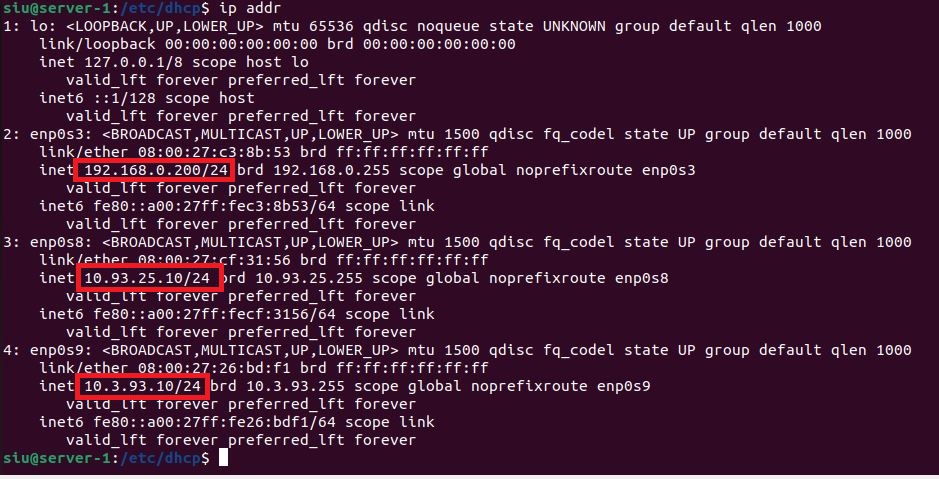 siu@server-1:/etc/dhcp$ ip addr
1: lo: <LOOPBACK,UP,LOWER_UP> mtu 65536 qdisc noqueue state UNKNOWN group default qlen 1000
    link/loopback 00:00:00:00:00:00 brd 00:00:00:00:00:00
    inet 127.0.0.1/8 scope host lo
       valid_lft forever preferred_lft forever
    inet6 ::1/128 scope host
       valid_lft forever preferred_lft forever
2: enp0s3: <BROADCAST,MULTICAST,UP,LOWER_UP> mtu 1500 qdisc fq_codel state UP group default qlen 1000
    link/ether 08:00:27:c3:8b:53 brd ff:ff:ff:ff:ff:ff
    inet 192.168.0.200/24 brd 192.168.0.255 scope global noprefixroute enp0s3
       valid_lft forever preferred_lft forever
    inet6 fe80::a00:27ff:fec3:8b53/64 scope link
       valid_lft forever preferred_lft forever
3: enp0s8: <BROADCAST,MULTICAST,UP,LOWER_UP> mtu 1500 qdisc fq_codel state UP group default qlen 1000
    link/ether 08:00:27:cf:31:56 brd ff:ff:ff:ff:ff:ff
    inet 10.93.25.10/24 brd 10.93.25.255 scope global noprefixroute enp0s8
       valid_lft forever preferred_lft forever
    inet6 fe80::a00:27ff:fecf:3156/64 scope link
       valid_lft forever preferred_lft forever
4: enp0s9: <BROADCAST,MULTICAST,UP,LOWER_UP> mtu 1500 qdisc fq_codel state UP group default qlen 1000
    link/ether 08:00:27:26:bd:f1 brd ff:ff:ff:ff:ff:ff
    inet 10.3.93.10/24 brd 10.3.93.255 scope global noprefixroute enp0s9
       valid_lft forever preferred_lft forever
    inet6 fe80::a00:27ff:fe26:bdf1/64 scope link
       valid_lft forever preferred_lft forever
siu@server-1:/etc/dhcp$